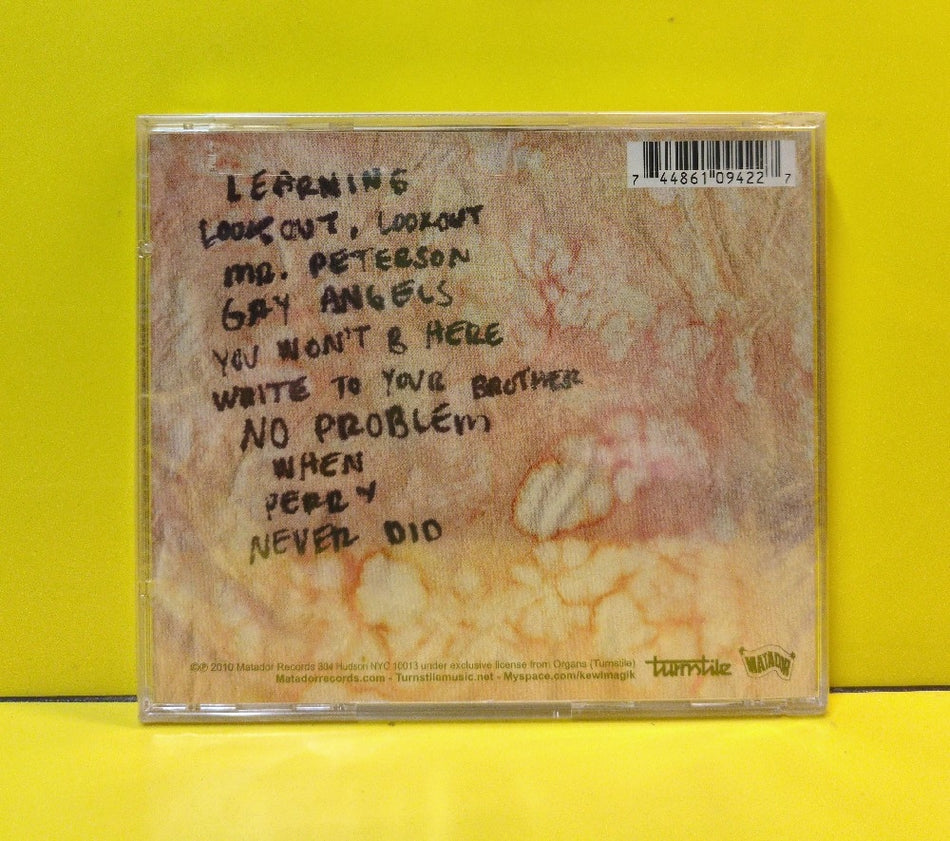 LEARNING
LOOKOUT, LOOKOUT
MR. PETERSON
GAY ANGELS
YOU WON'T B HERE
WRITE TO YOUR BROTHER
NO PROBLEM
WHEN
PERRY
NEVER DID
7 44861 09422 7
©℗ 2010 Matador Records 304 Hudson NYC 10013 under exclusive license from Organs (Turnstile)
Matadorrecords.com - Turnstilemusic.net - Myspace.com/kewlmagik
turnstile
MATADOR